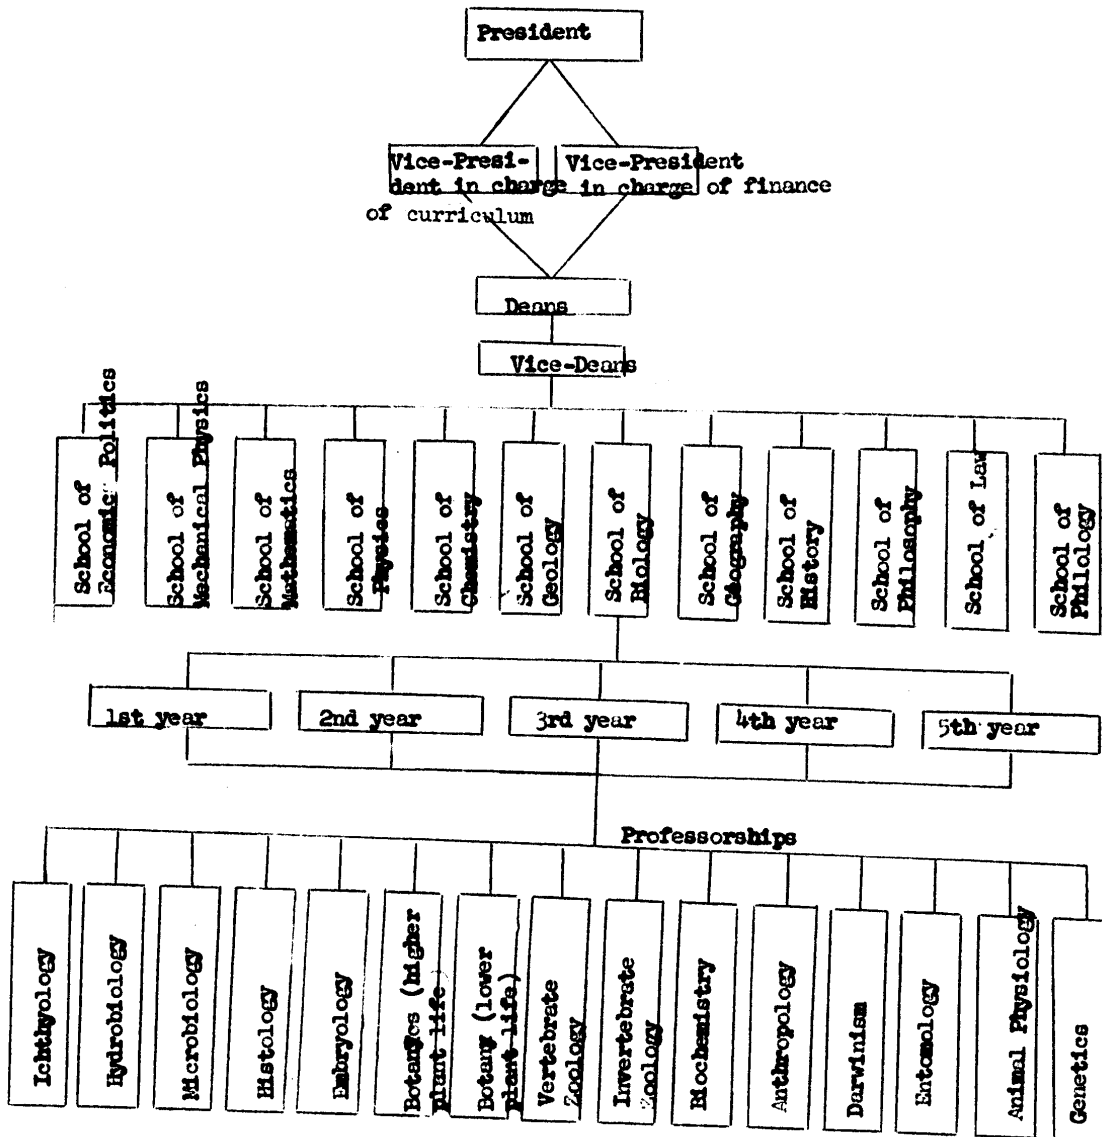 President
Vice-Presi-
dent in charge
of curriculum
Vice-President
in charge of finance
Deans
Vice-Deans
School of
Economic Politics
School of
Mechanical Physics
School of
Mathematics
School of
Physics
School of
Chemistry
School of
Geology
School of
Biology
School of
Geography
School of
History
School of
Philosophy
School of Law
School of
Philology
1st year
2nd year
3rd year
4th year
5th year
Professorships
Ichthyology
Hydrobiology
Microbiology
Histology
Embryology
Botanycs (higher
plant life)
Botany (lower
plant life)
Vertebrate
Zoology
Invertebrate
Zoology
Biochemistry
Anthropology
Darwinism
Entomology
Animal Physiology
Genetics